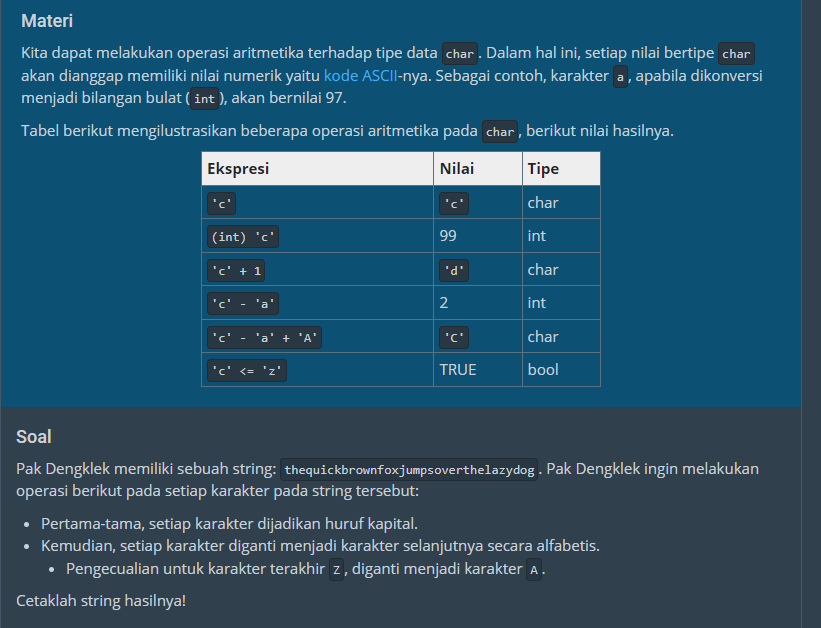 Materi
Kita dapat melakukan operasi aritmetika terhadap tipe data char. Dalam hal ini, setiap nilai bertipe char
akan dianggap memiliki nilai numerik yaitu kode ASCII-nya. Sebagai contoh, karakter a, apabila dikonversi
menjadi bilangan bulat (int), akan bernilai 97.
Tabel berikut mengilustrasikan beberapa operasi aritmetika pada char, berikut nilai hasilnya.
Ekspresi Nilai Tipe
'c' 'c' char
(int) 'c' 99 int
'c' + 1 'd' char
'c' - 'a' 2 int
'c' - 'a' + 'A' 'C' char
'c' <= 'z' TRUE bool
Soal
Pak Dengklek memiliki sebuah string: thequickbrownfoxjumpsoverthelazydog. Pak Dengklek ingin melakukan
operasi berikut pada setiap karakter pada string tersebut:
• Pertama-tama, setiap karakter dijadikan huruf kapital.
• Kemudian, setiap karakter diganti menjadi karakter selanjutnya secara alfabetis.
• Pengecualian untuk karakter terakhir Z, diganti menjadi karakter A.
Cetaklah string hasilnya!